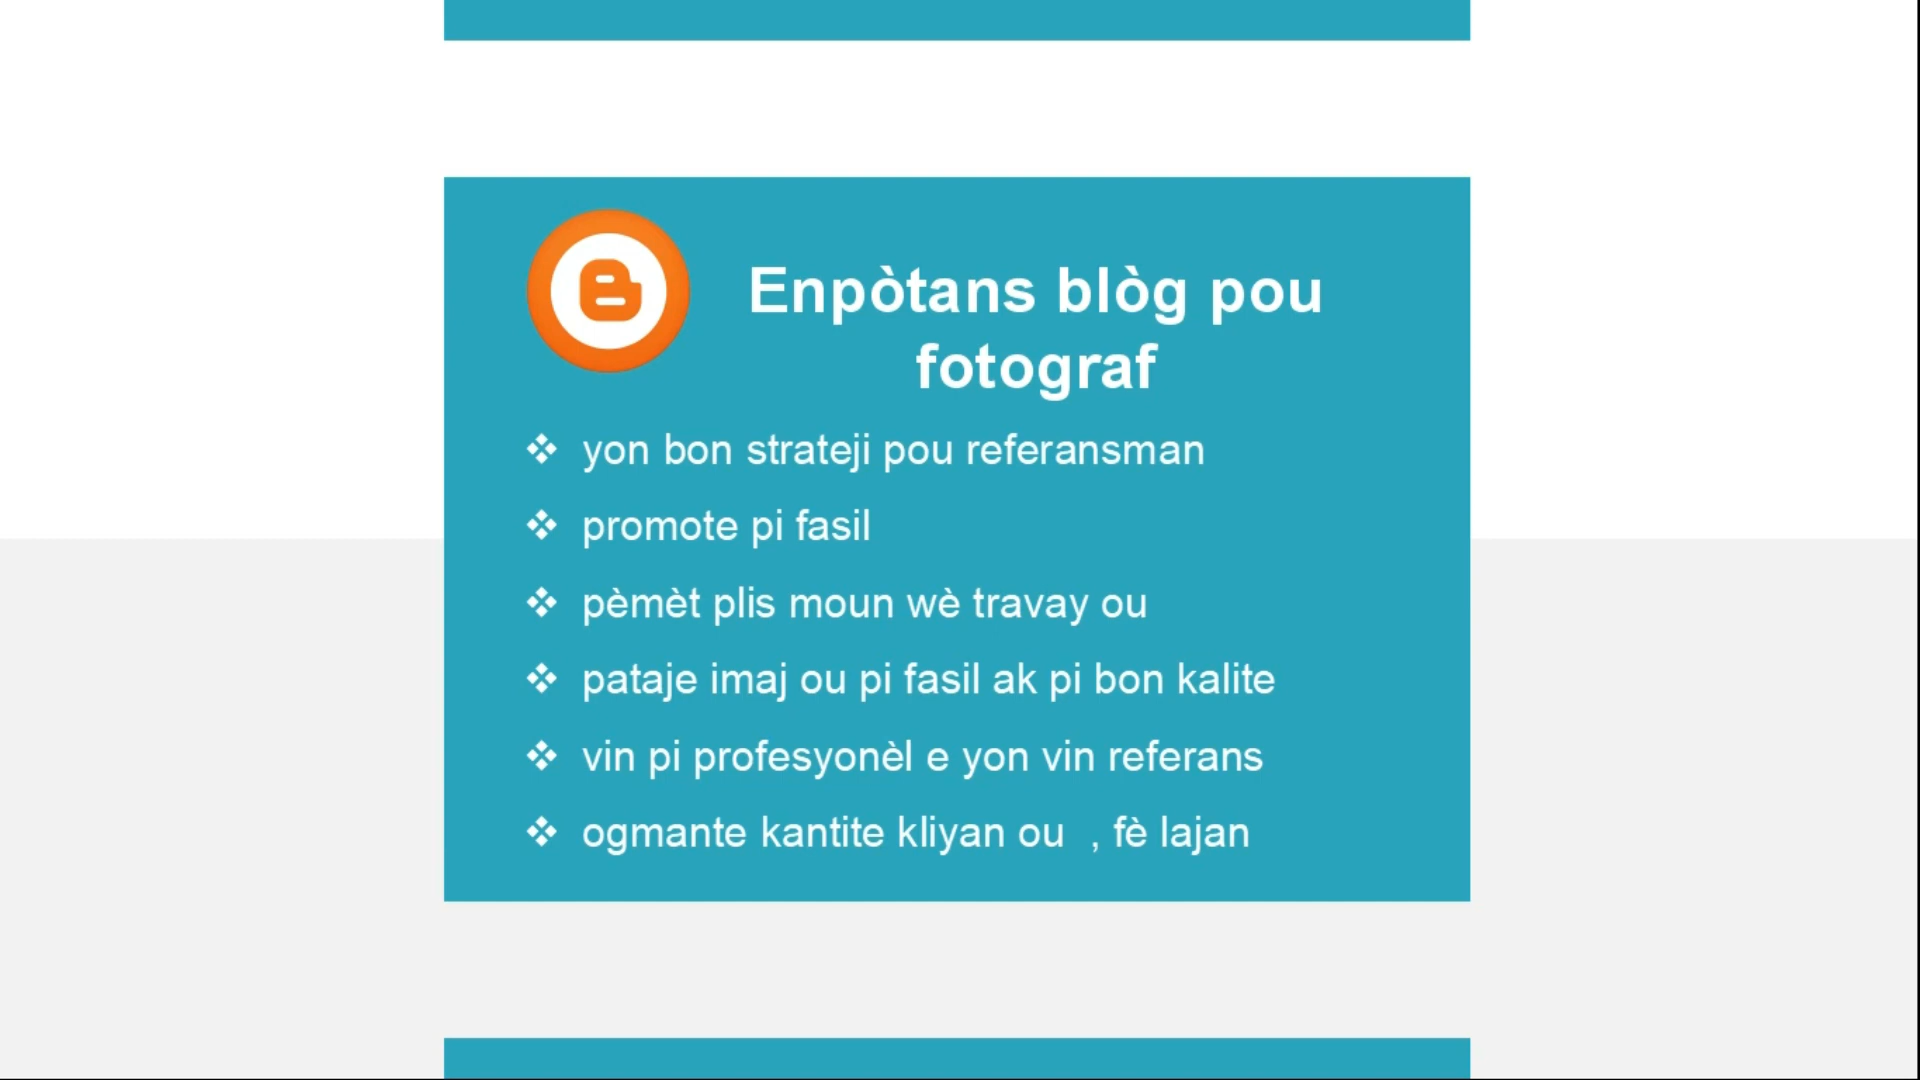 Enpòtans blòg pou
fotograf
❖ yon bon strateji pou referansman
❖ promote pi fasil
❖ pèmèt plis moun wè travay ou
❖ pataje imaj ou pi fasil ak pi bon kalite
❖ vin pi profesyonèl e yon vin referans
❖ ogmante kantite kliyan ou  , fè lajan